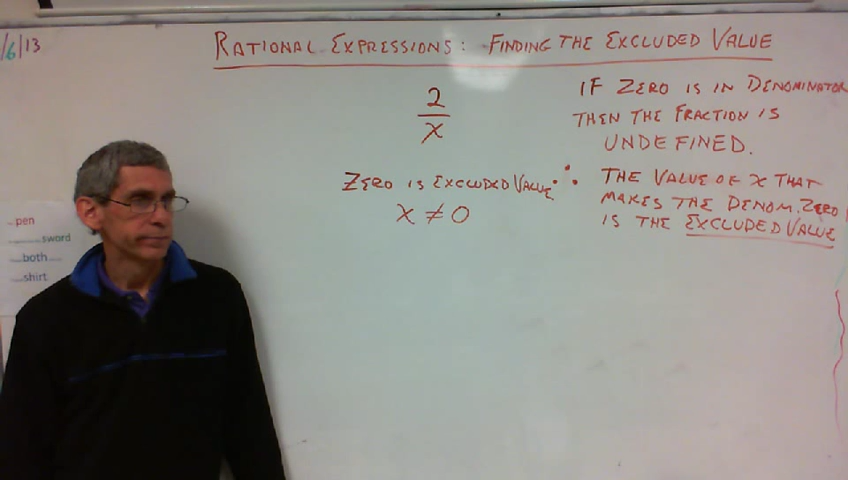 /6/13
RATIONAL EXPRESSIONS: FINDING THE EXCLUDED VALUE
2
x
ZERO IS EXCLUDED VALUE
x ≠ 0
IF ZERO IS IN DENOMINATOR
THEN THE FRACTION IS
UNDEFINED.
∴ THE VALUE OF x THAT
MAKES THE DENOM. ZERO
IS THE EXCLUDED VALUE
pen
sword
both
shirt